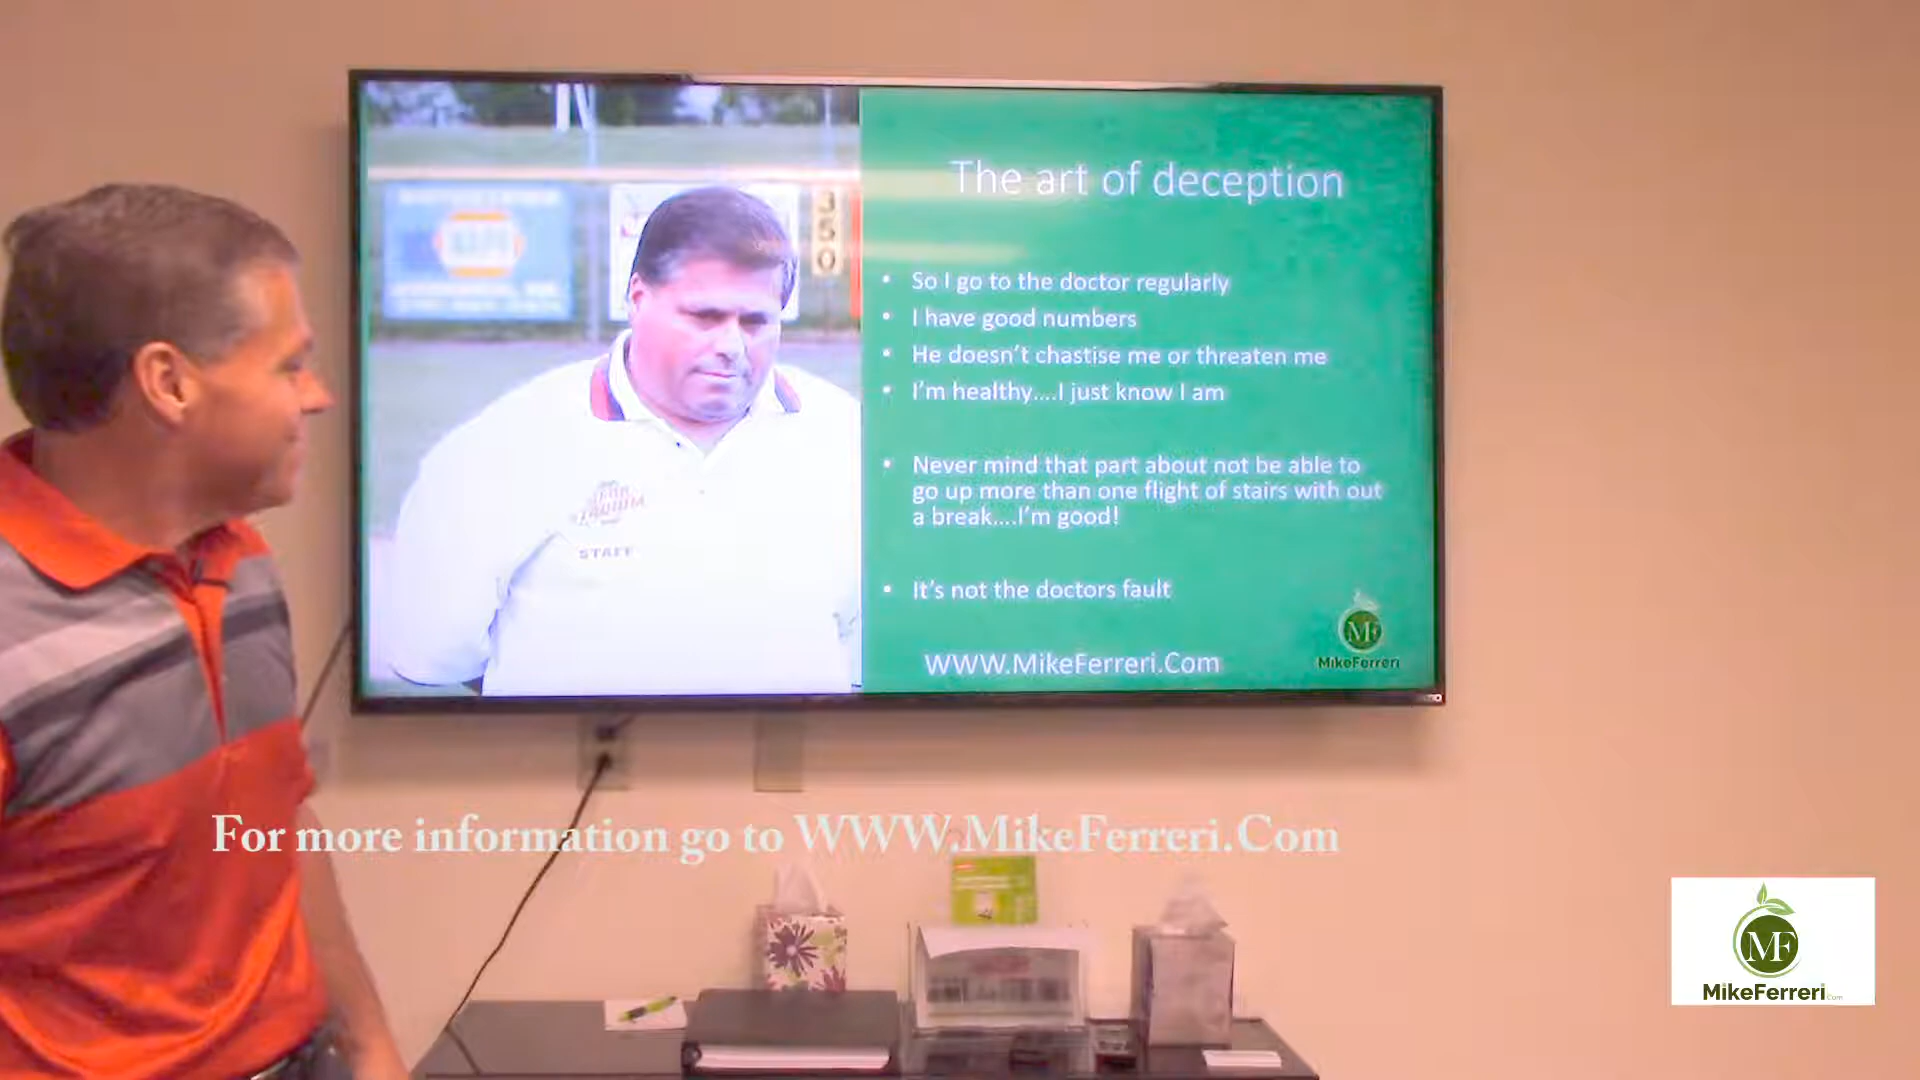 The art of deception
350
• So I go to the doctor regularly
• I have good numbers
• He doesn't chastise me or threaten me
• I'm healthy....I just know I am
• Never mind that part about not be able to
go up more than one flight of stairs with out
a break....I'm good!
STAFF
• It's not the doctors fault
MF
MikeFerreri
WWW.MikeFerreri.Com
For more information go to WWW.MikeFerreri.Com
MF
MikeFerreri.Com